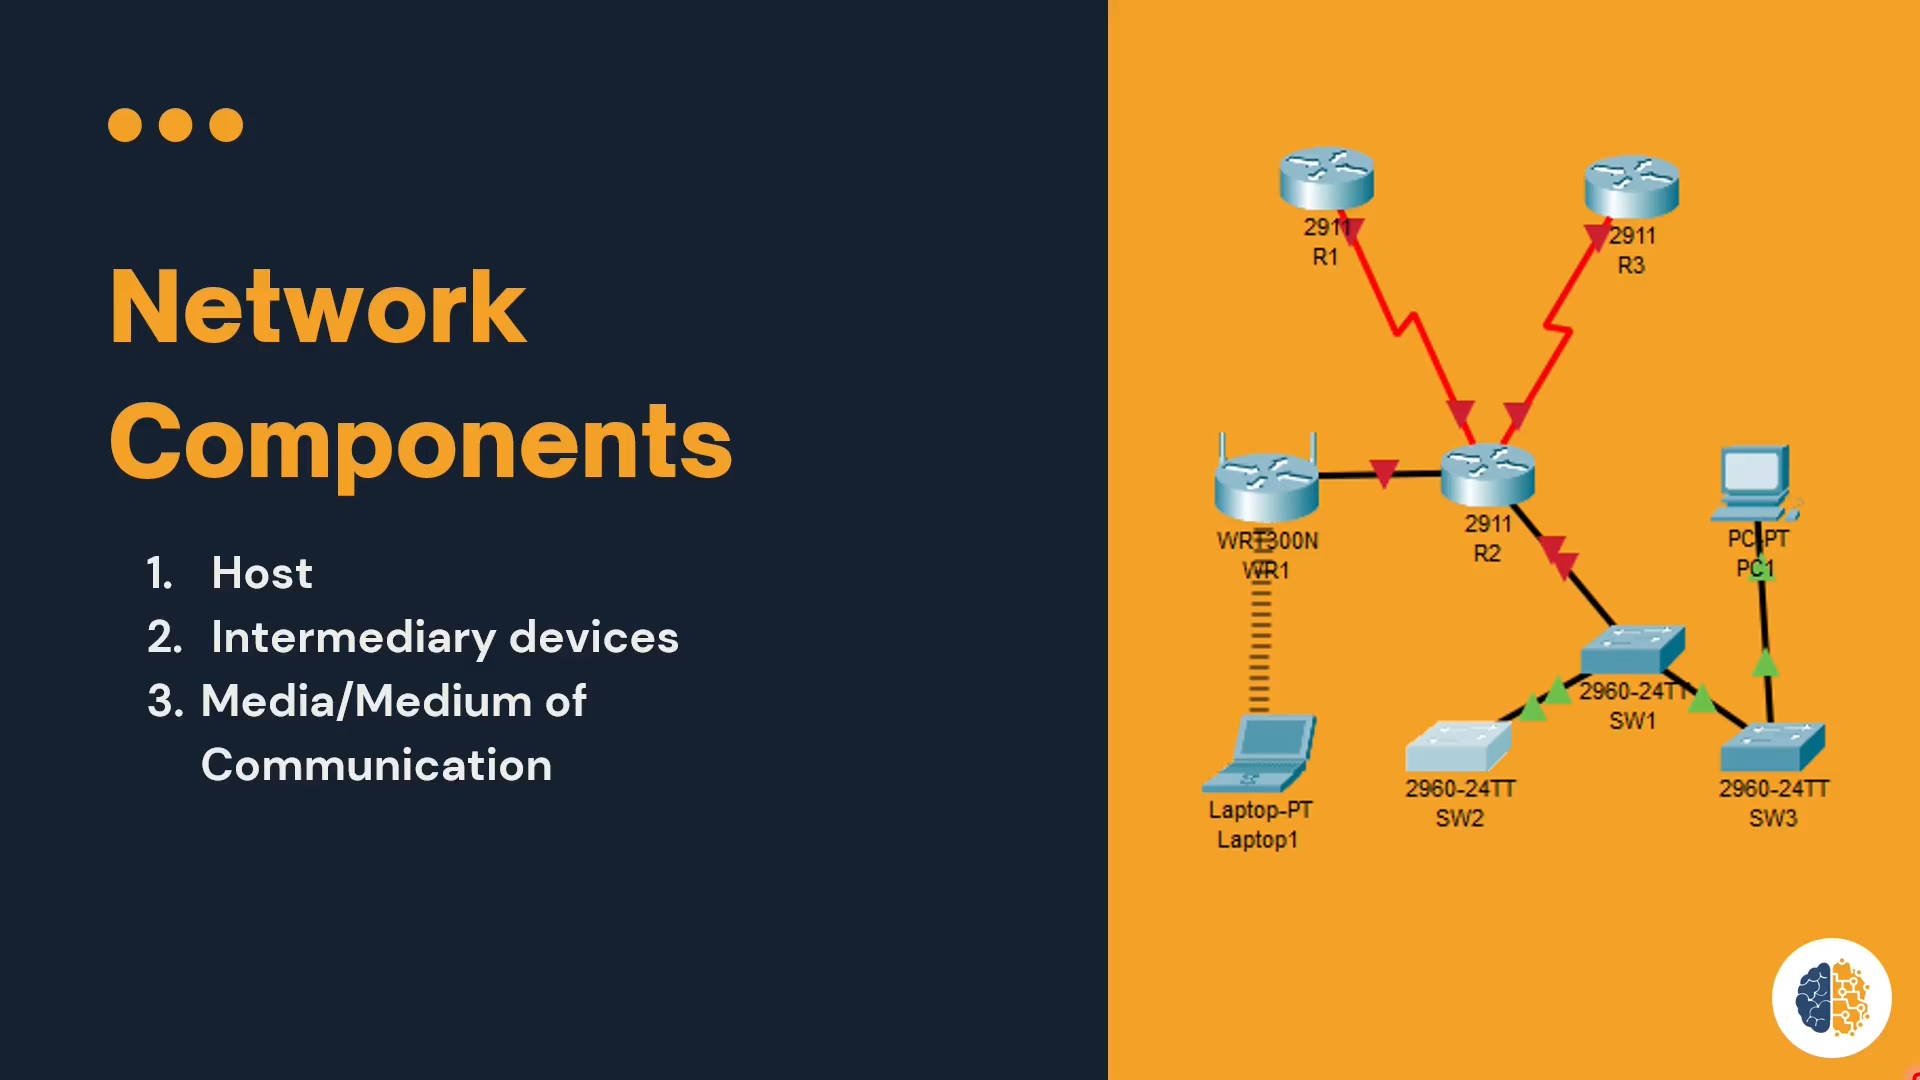 Network
Components
1. Host
2. Intermediary devices
3. Media/Medium of
Communication
2911
R1
2911
R3
WRT300N
WR1
2911
R2
PC-PT
PC1
2960-24TT
SW1
Laptop-PT
Laptop1
2960-24TT
SW2
2960-24TT
SW3